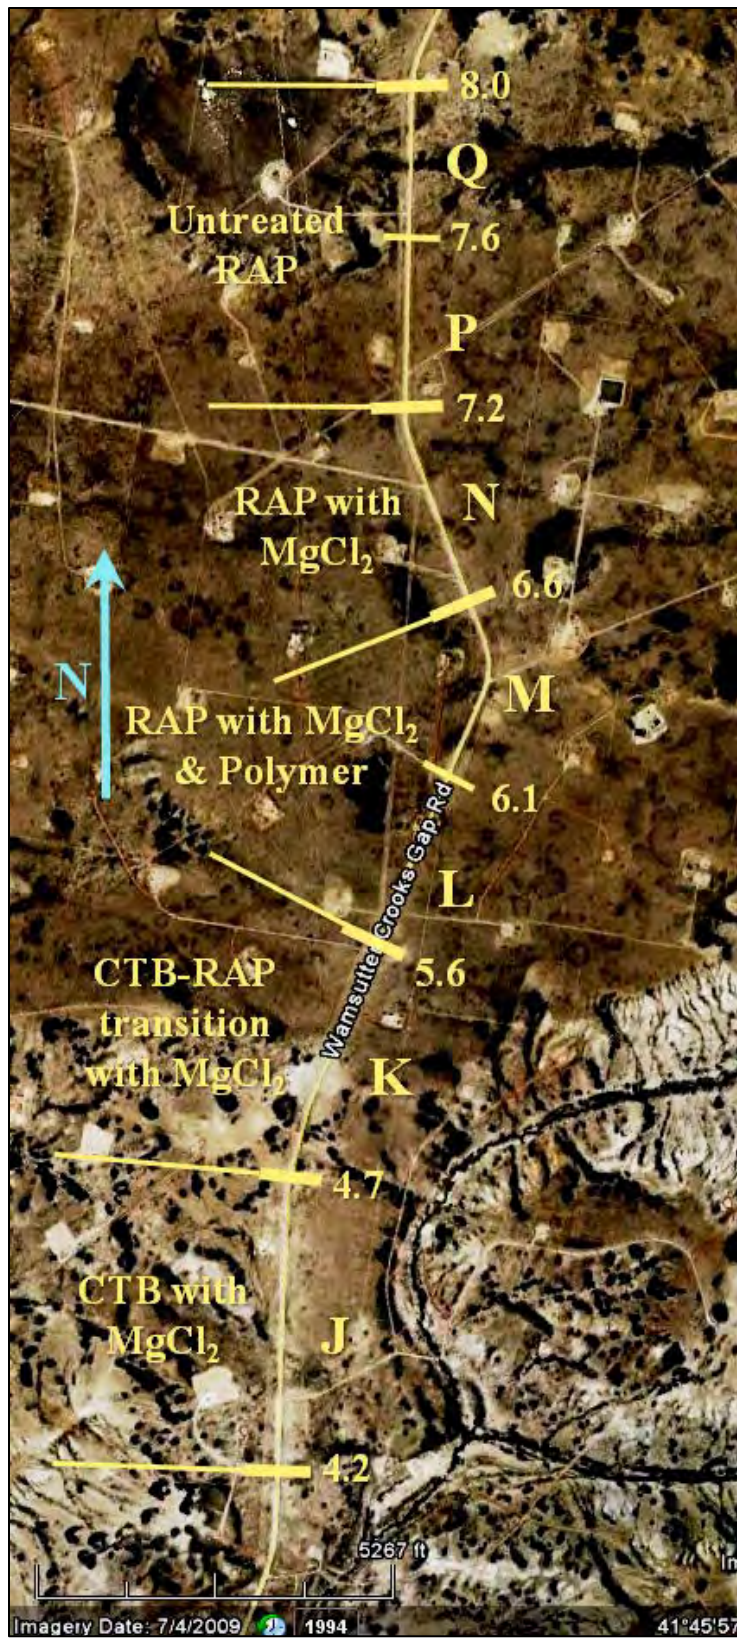 8.0
Q
Untreated
RAP
7.6
P
7.2
RAP with
MgCl₂
N
6.6
N
M
RAP with MgCl₂
& Polymer
6.1
Wamsutter Crooks Gap Rd
L
5.6
CTB-RAP
transition
with MgCl₂
K
4.7
CTB with
MgCl₂
J
4.2
5267 ft
Imagery Date: 7/4/2009
1994
41°45'57